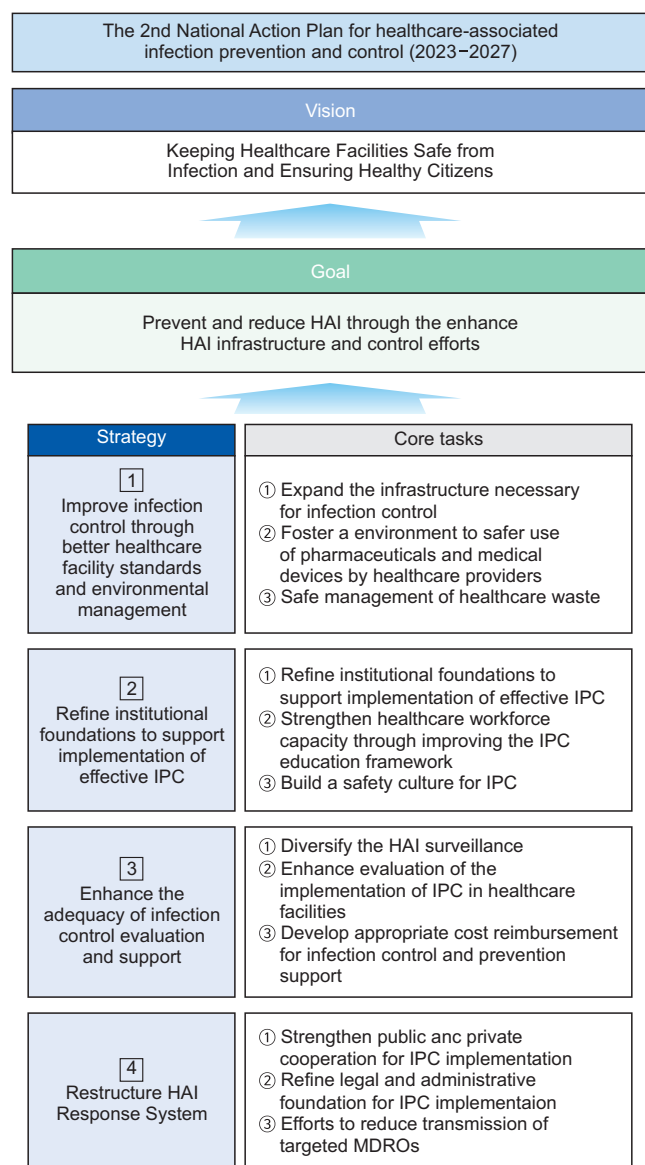 The 2nd National Action Plan for healthcare-associated
infection prevention and control (2023–2027)
Vision
Keeping Healthcare Facilities Safe from
Infection and Ensuring Healthy Citizens
Goal
Prevent and reduce HAI through the enhance
HAI infrastructure and control efforts
Strategy
Core tasks
1
Improve infection
control through
better healthcare
facility standards
and environmental
management
① Expand the infrastructure necessary
for infection control
② Foster a environment to safer use
of pharmaceuticals and medical
devices by healthcare providers
③ Safe management of healthcare waste
2
Refine institutional
foundations to support
implementation of
effective IPC
① Refine institutional foundations to
support implementation of effective IPC
② Strengthen healthcare workforce
capacity through improving the IPC
education framework
③ Build a safety culture for IPC
3
Enhance the
adequacy of infection
control evaluation
and support
① Diversify the HAI surveillance
② Enhance evaluation of the
implementation of IPC in healthcare
facilities
③ Develop appropriate cost reimbursement
for infection control and prevention
support
4
Restructure HAI
Response System
① Strengthen public anc private
cooperation for IPC implementation
② Refine legal and administrative
foundation for IPC implementaion
③ Efforts to reduce transmission of
targeted MDROs